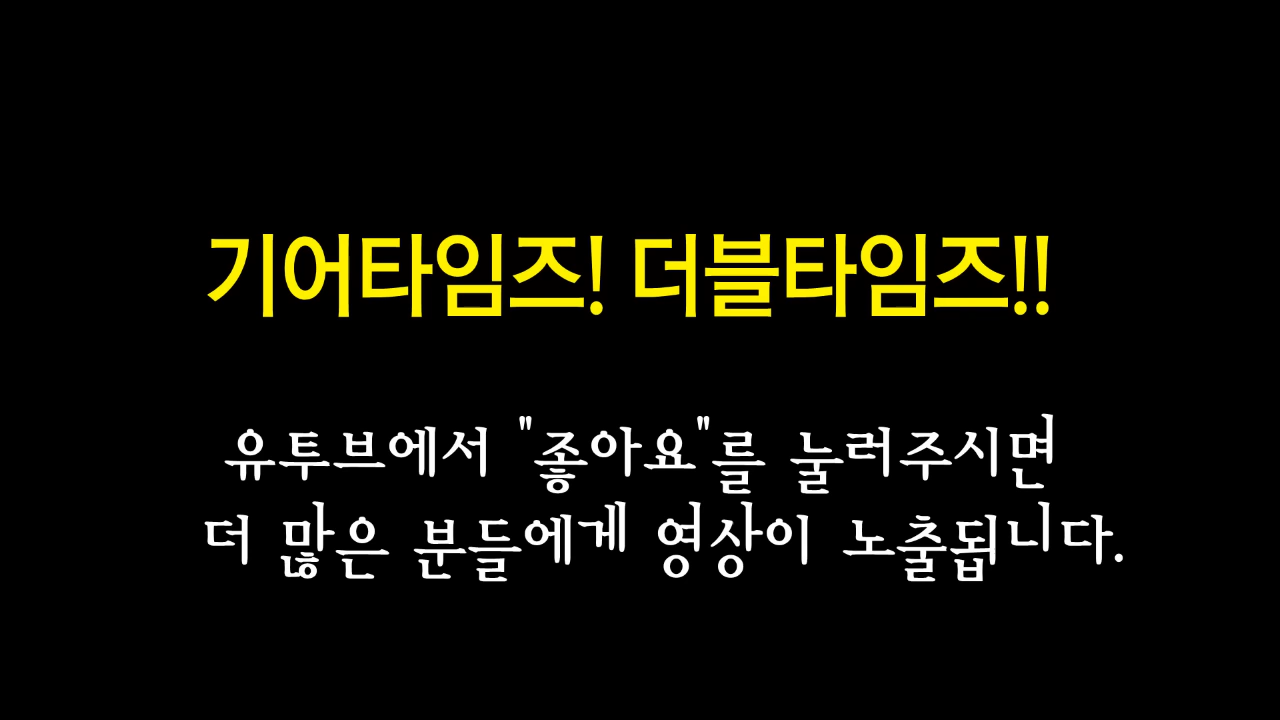 기어타임즈! 더블타임즈!!
유투브에서 "좋아요"를 눌러주시면
더 많은 분들에게 영상이 노출됩니다.